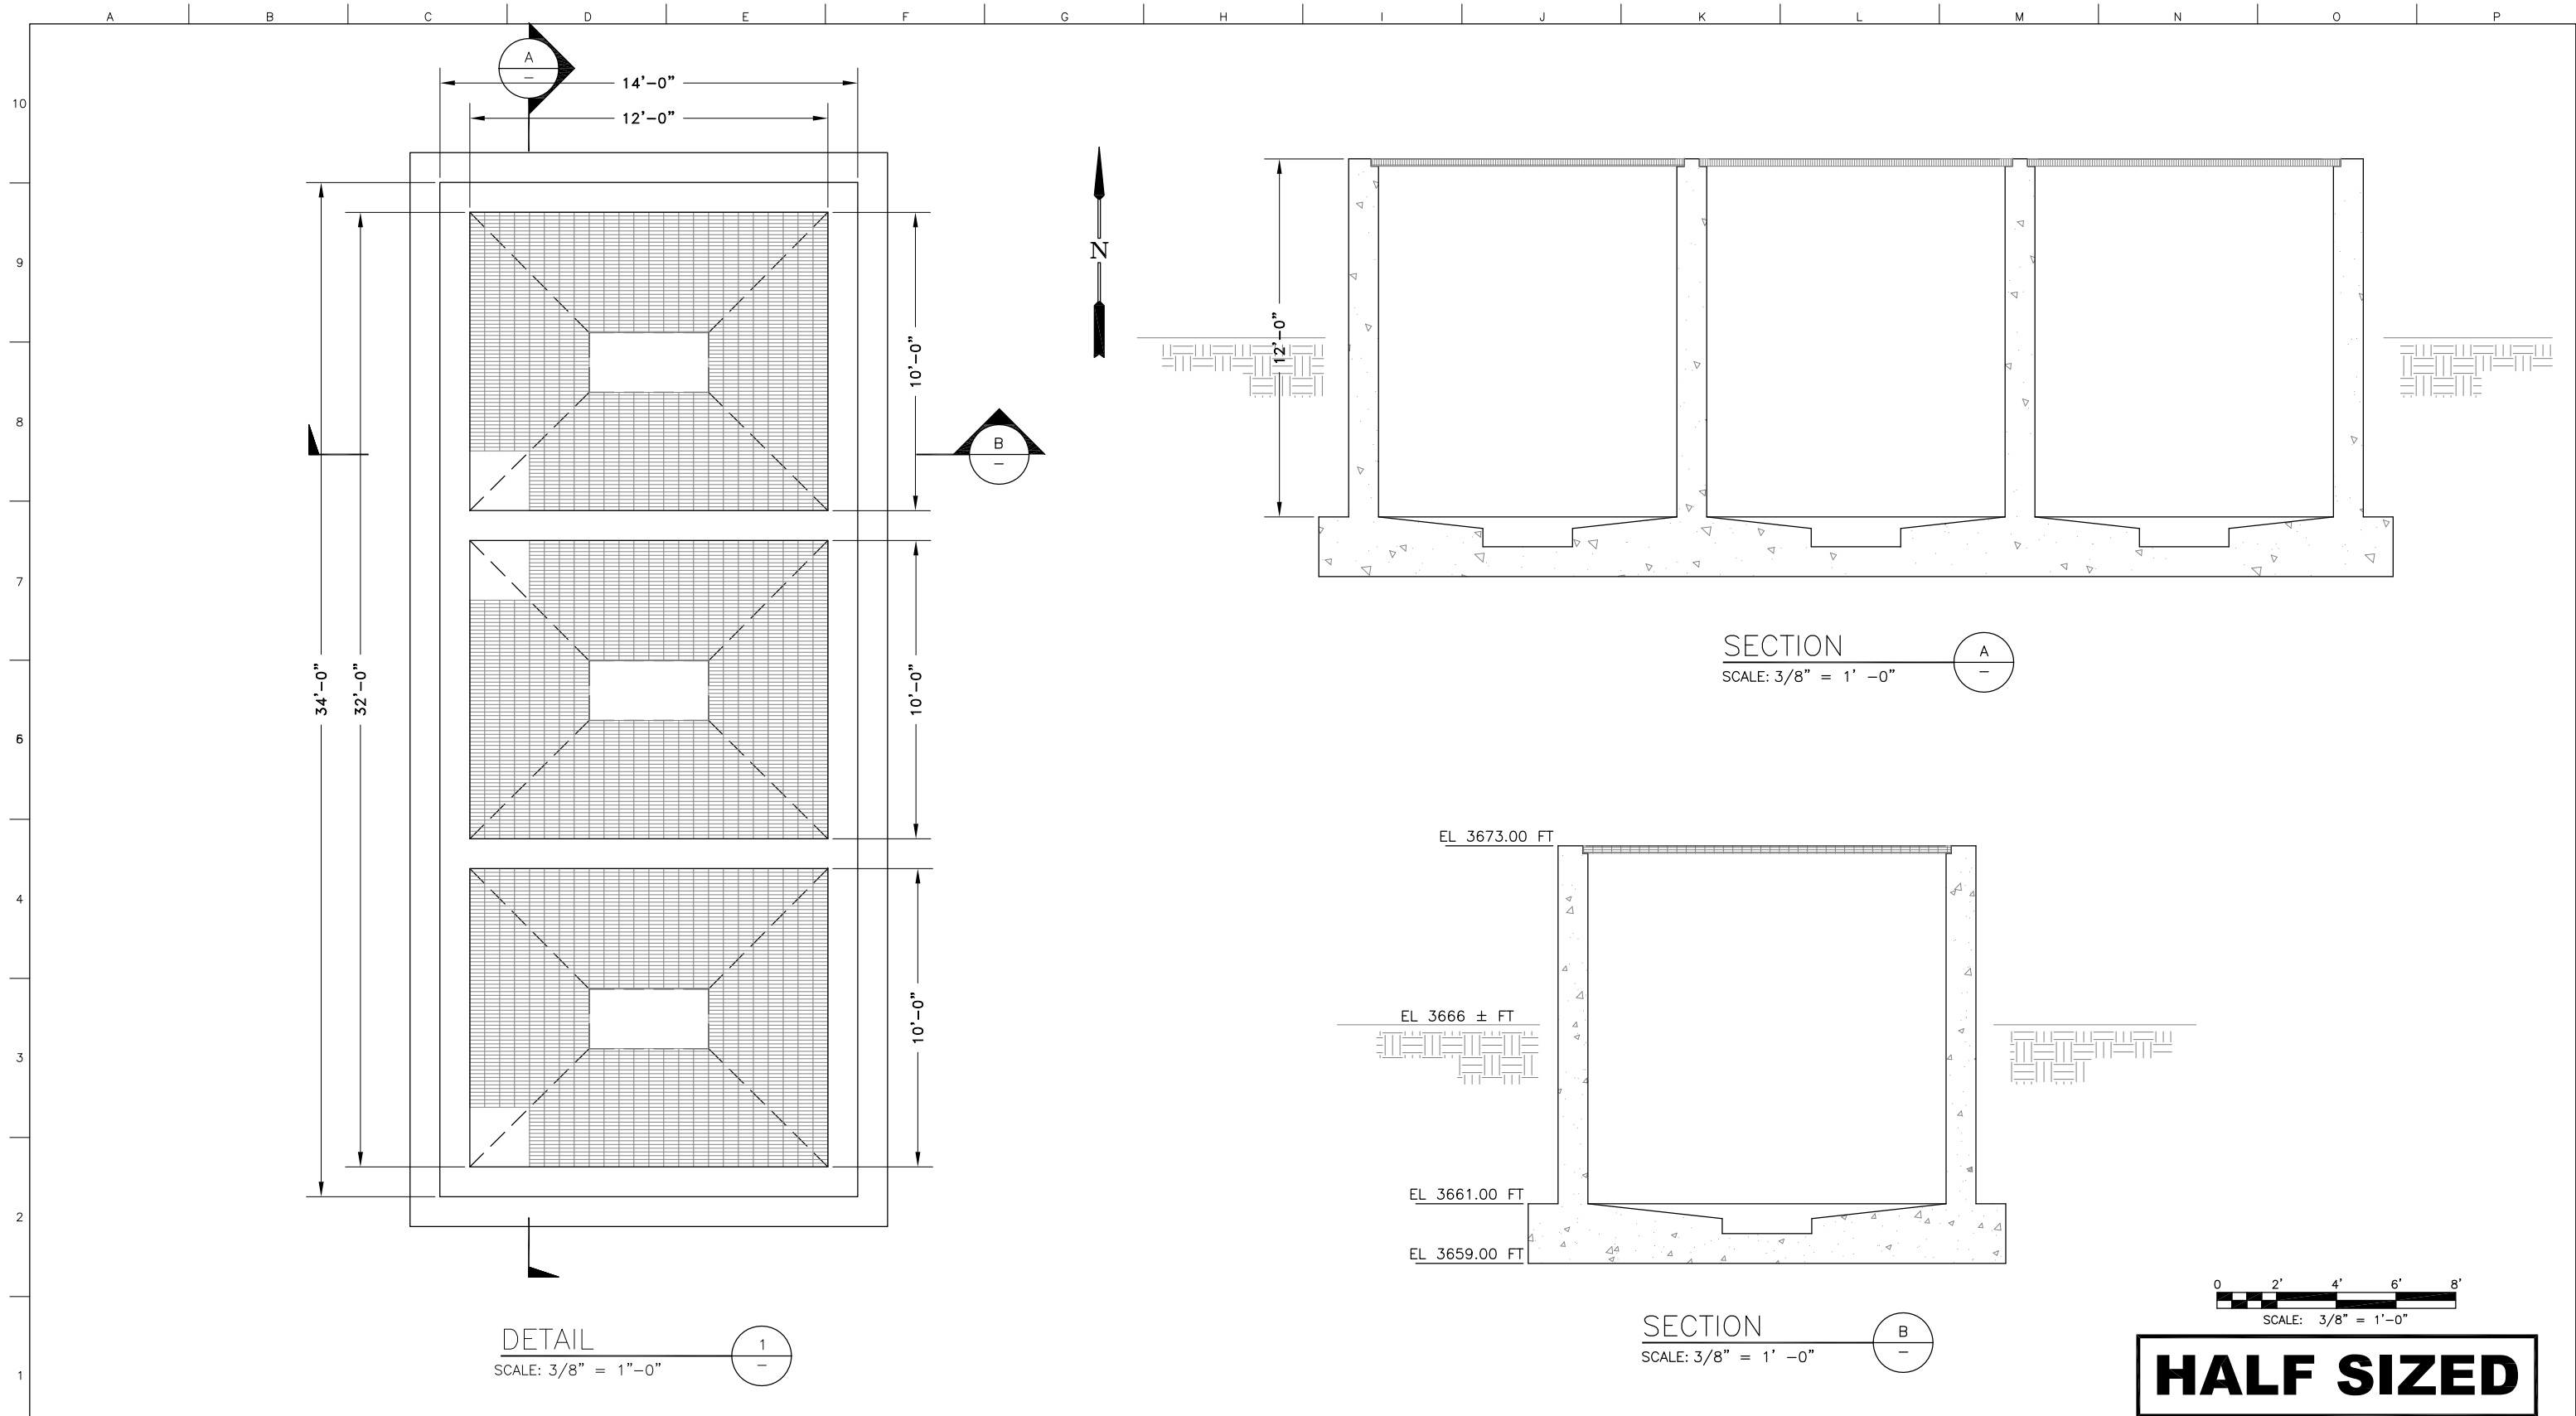 A B C D E F G H I J K L M N O P
10
9
8
7
6
4
3
2
1
A
–
14'-0"
12'-0"
34'-0"
32'-0"
10'-0"
10'-0"
10'-0"
B
–
N
DETAIL
1
–
SCALE: 3/8" = 1"-0"
12'-0"
SECTION
A
–
SCALE: 3/8" = 1' -0"
EL 3673.00 FT
EL 3666 ± FT
EL 3661.00 FT
EL 3659.00 FT
SECTION
B
–
SCALE: 3/8" = 1' -0"
0 2' 4' 6' 8'
SCALE: 3/8" = 1'-0"
HALF SIZED